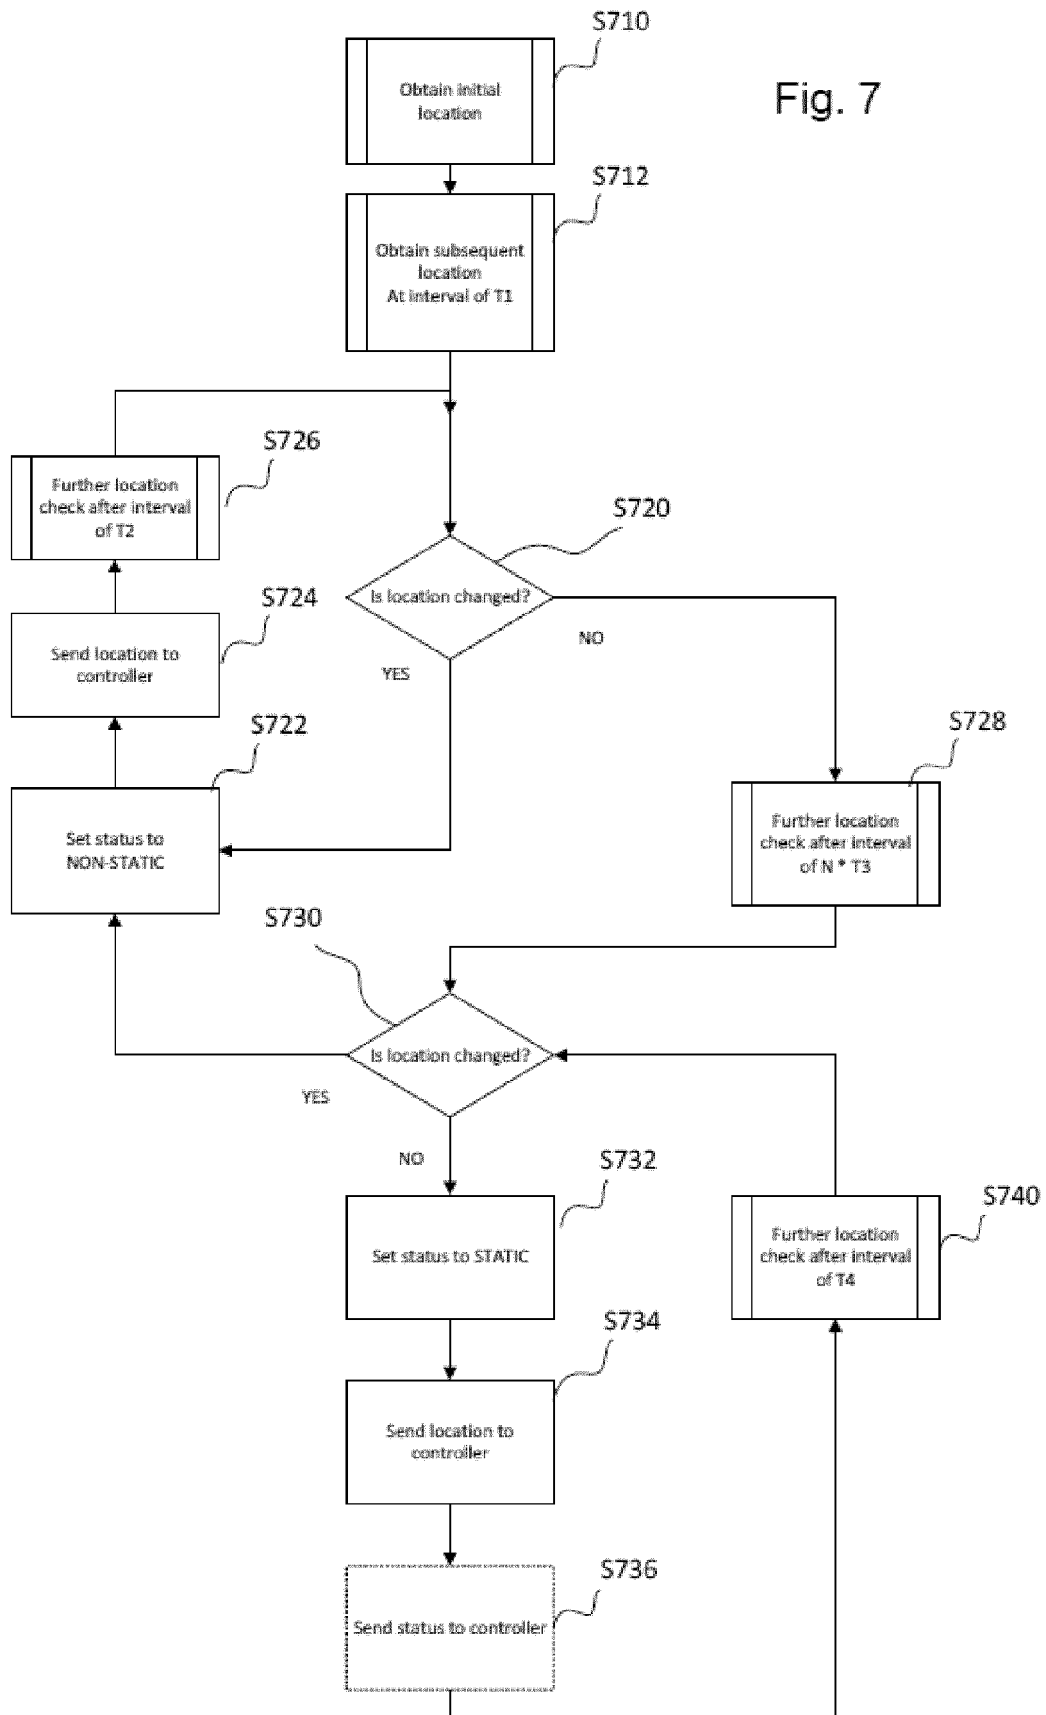 S710
Obtain initial
location
Fig. 7
S712
Obtain subsequent
location
At interval of T1
S726
Further location
check after interval
of T2
S720
Is location changed?
NO
YES
S724
Send location to
controller
S722
Set status to
NON-STATIC
S728
Further location
check after interval
of N * T3
S730
Is location changed?
YES
NO
S732
Set status to STATIC
S740
Further location
check after interval
of T4
S734
Send location to
controller
S736
Send status to controller